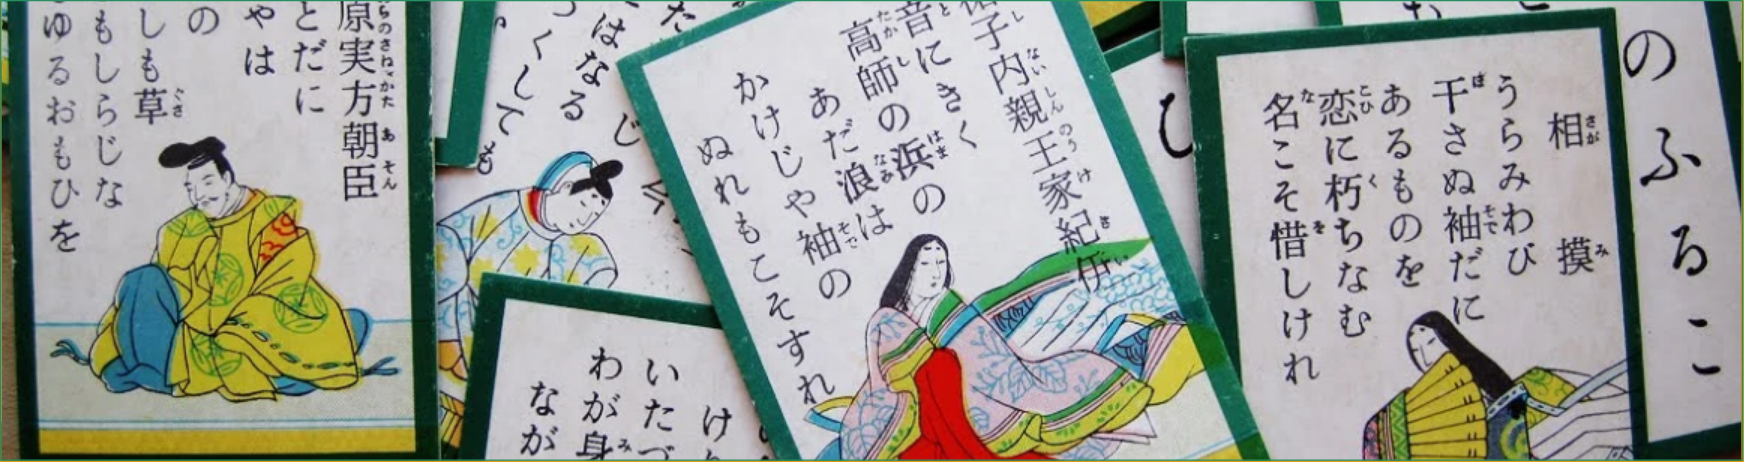 のふるこ
相摸
うらみわび
干さぬ袖だに
あるものを
恋に朽ちなむ
名こそ惜しけれ
ひ
子内親王家紀伊
音にきく
高師の浜の
あだ浪は
かけじや袖の
ぬれもこそすれ
け
いたづ
わが身
なが
じ
はなる
つくしても
原実方朝臣
とだに
やは
の
しも草
もしらじな
ゆるおもひを